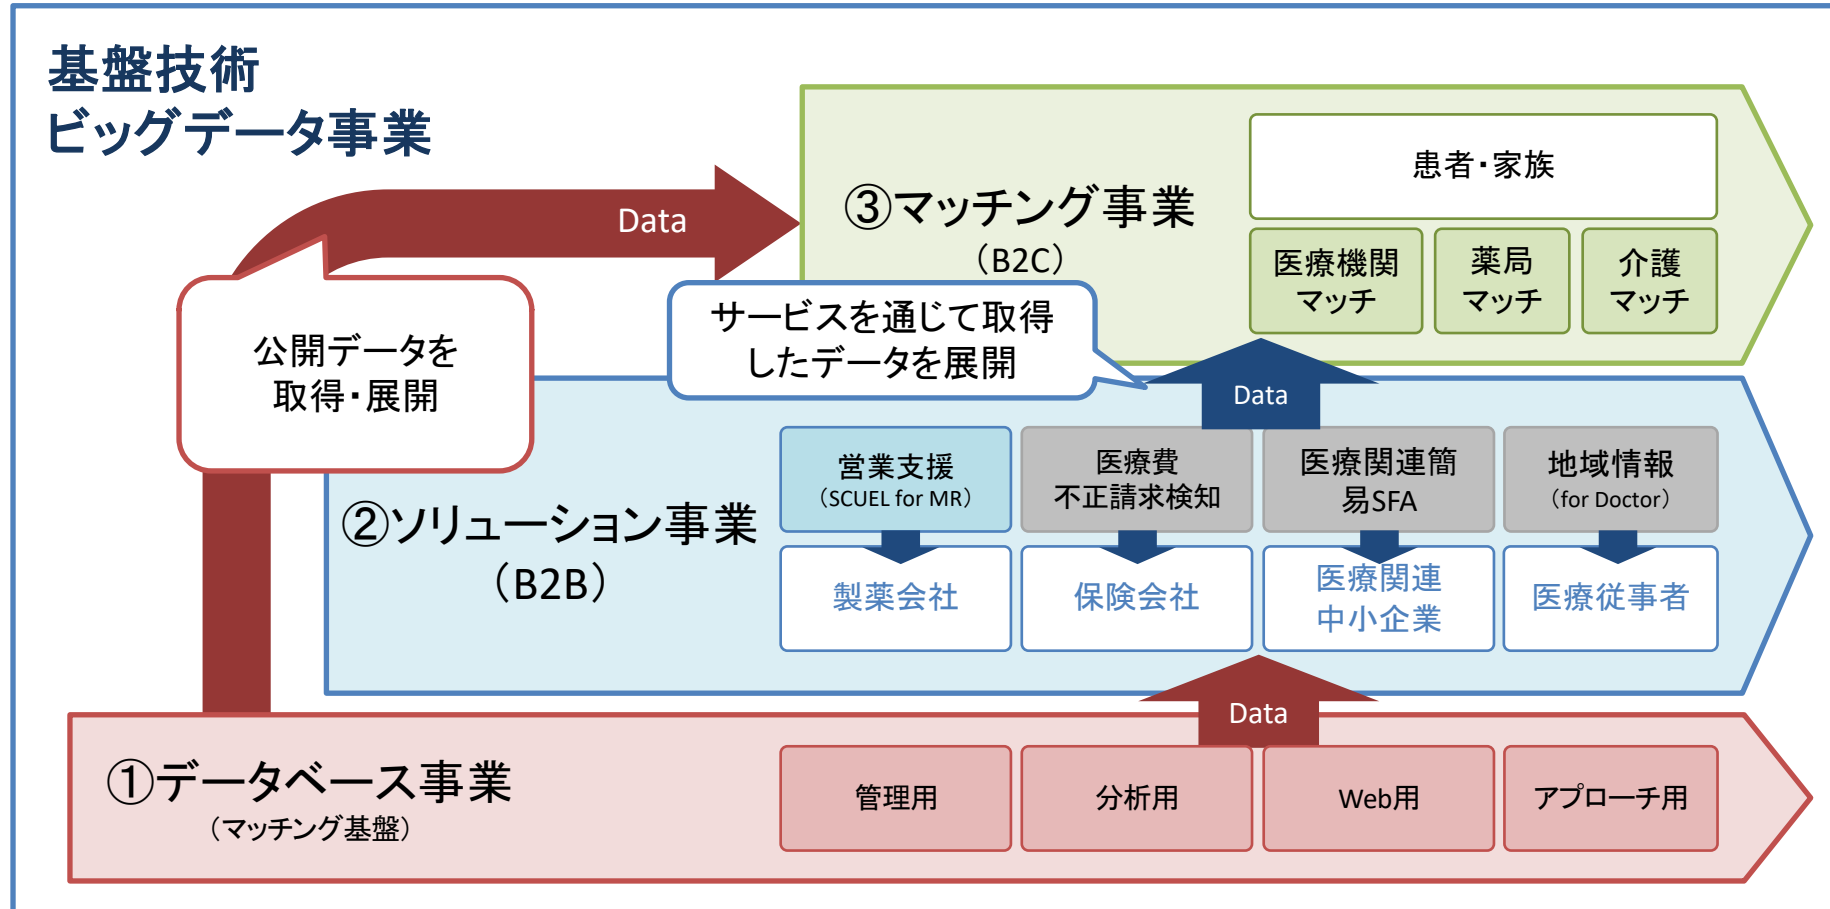 基盤技術
ビッグデータ事業
Data
③マッチング事業
（B2C）
患者・家族
医療機関
マッチ
薬局
マッチ
介護
マッチ
公開データを
取得・展開
サービスを通じて取得
したデータを展開
Data
②ソリューション事業
（B2B）
営業支援
（SCUEL for MR）
医療費
不正請求検知
医療関連簡
易SFA
地域情報
（for Doctor）
製薬会社
保険会社
医療関連
中小企業
医療従事者
Data
①データベース事業
（マッチング基盤）
管理用
分析用
Web用
アプローチ用